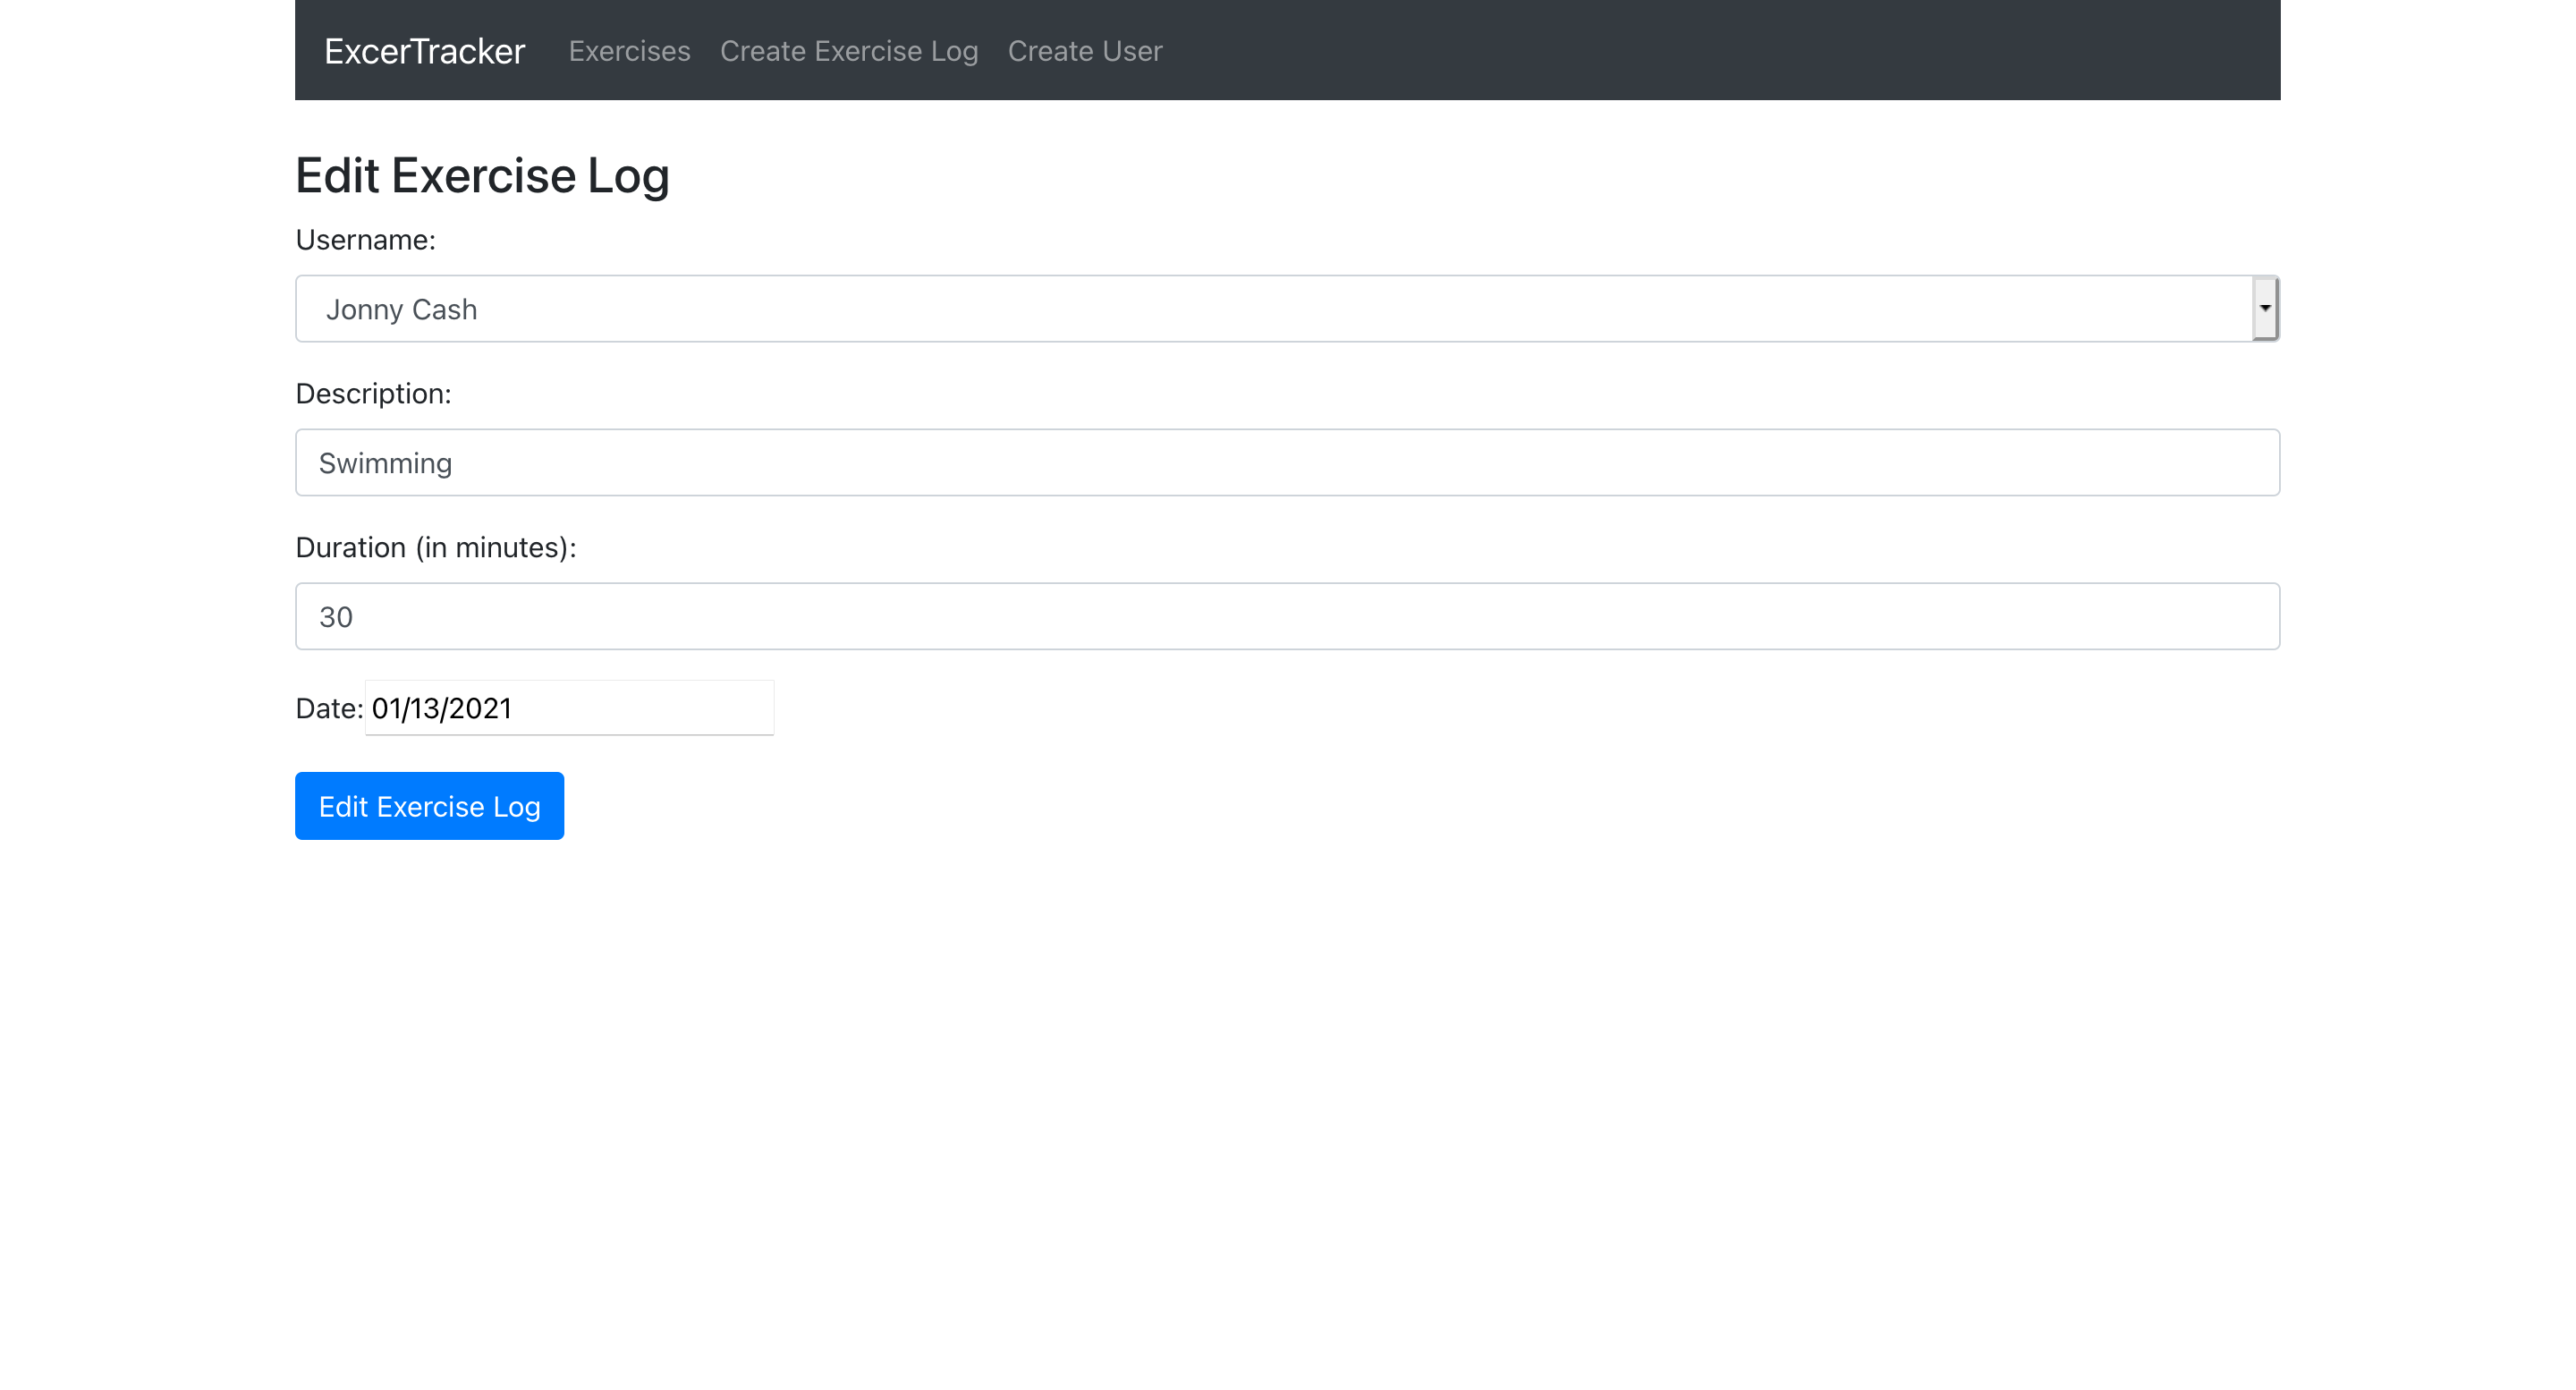 ExcerTracker Exercises Create Exercise Log Create User
Edit Exercise Log
Username:
Jonny Cash
Description:
Swimming
Duration (in minutes):
30
Date: 01/13/2021
Edit Exercise Log